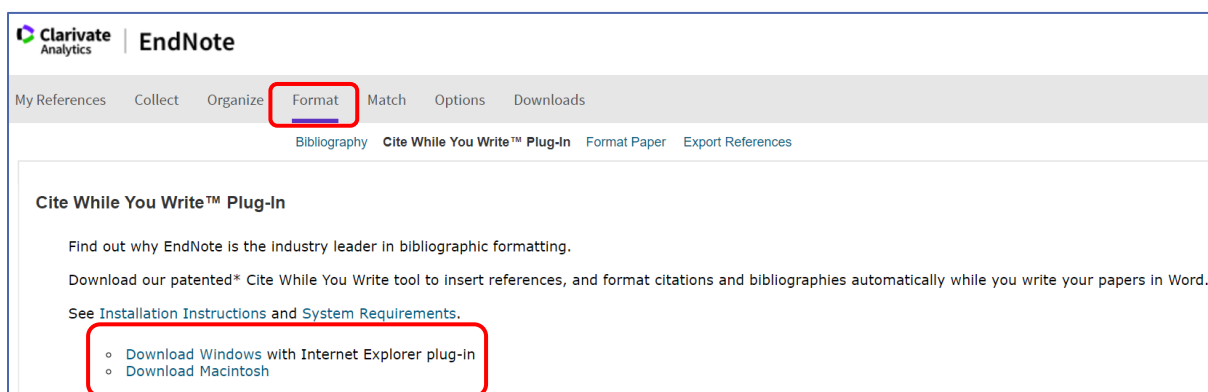 Clarivate
Analytics
EndNote
My References Collect Organize Format Match Options Downloads
Bibliography Cite While You Write™ Plug-In Format Paper Export References
Cite While You Write™ Plug-In
Find out why EndNote is the industry leader in bibliographic formatting.
Download our patented* Cite While You Write tool to insert references, and format citations and bibliographies automatically while you write your papers in Word.
See Installation Instructions and System Requirements.
Download Windows with Internet Explorer plug-in
Download Macintosh